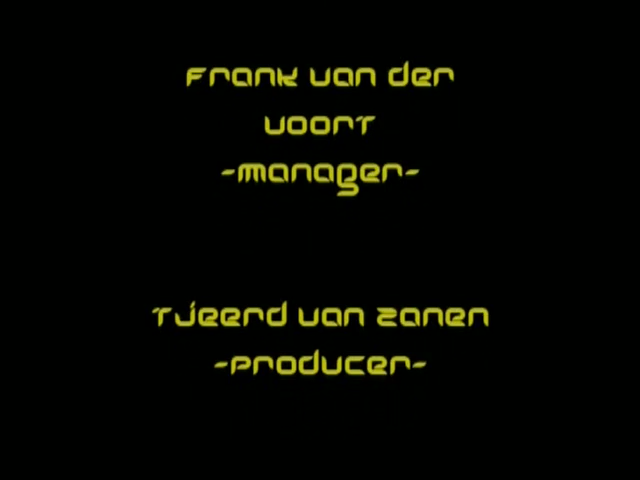 Frank van der
Voort
-manager-
Tjeerd van Zanen
-producer-